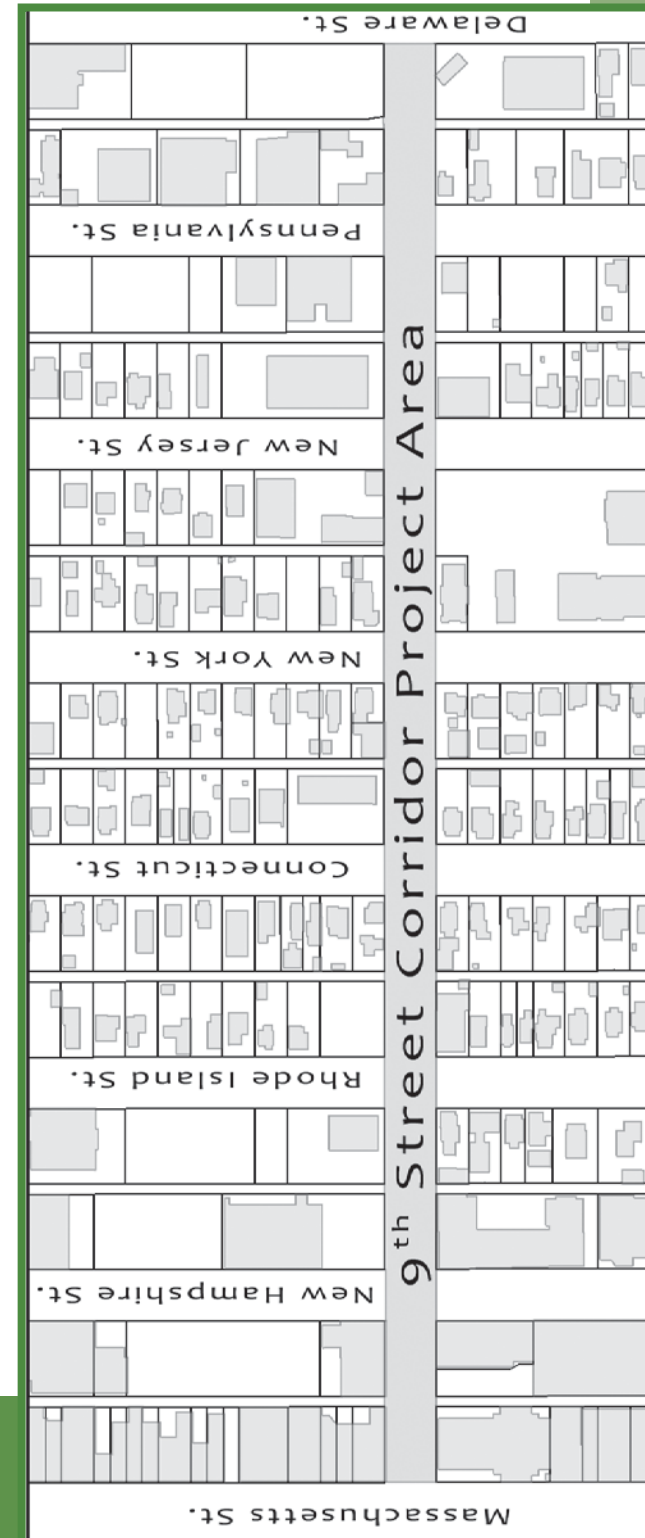 Delaware St.
Pennsylvania St.
New Jersey St.
New York St.
Connecticut St.
Rhode Island St.
New Hampshire St.
Massachusetts St.
9th Street Corridor Project Area